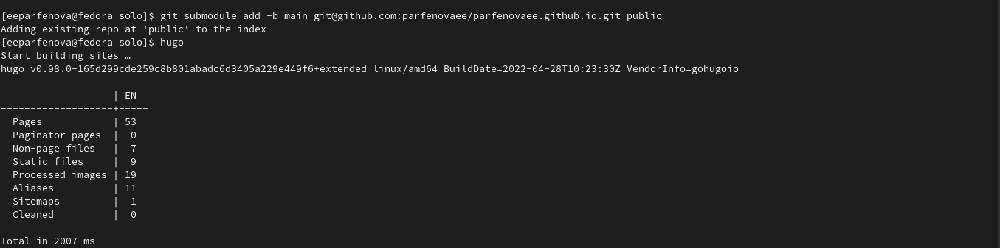 [eeparfenova@fedora solo]$ git submodule add -b main git@github.com:parfenovaee/parfenovaee.github.io.git public
Adding existing repo at 'public' to the index
[eeparfenova@fedora solo]$ hugo
Start building sites …
hugo v0.98.0-165d299cde259c8b801abadc6d3405a229e449f6+extended linux/amd64 BuildDate=2022-04-28T10:23:30Z VendorInfo=gohugoio
                   | EN
-------------------+-----
  Pages            | 53
  Paginator pages  |  0
  Non-page files   |  7
  Static files     |  9
  Processed images | 19
  Aliases          | 11
  Sitemaps         |  1
  Cleaned          |  0
Total in 2007 ms